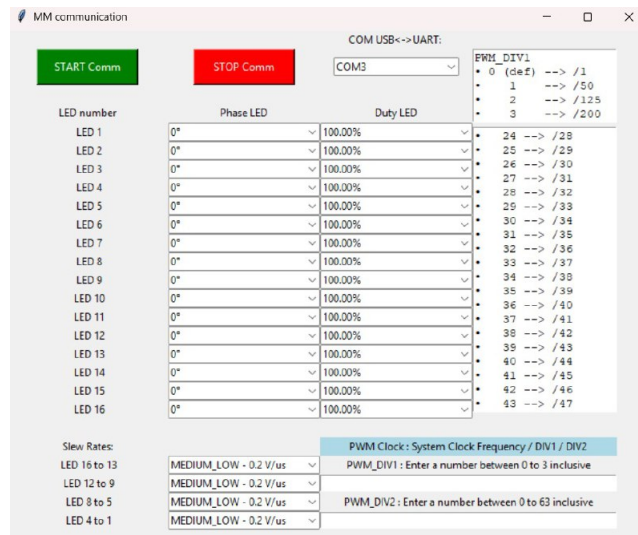 MM communication
COM USB<->UART:
START Comm
STOP Comm
COM3
PWM_DIV1
• 0 (def) --> /1
• 1 --> /50
• 2 --> /125
• 3 --> /200
LED number Phase LED Duty LED
LED 1 0° 100.00%
LED 2 0° 100.00%
LED 3 0° 100.00%
LED 4 0° 100.00%
LED 5 0° 100.00%
LED 6 0° 100.00%
LED 7 0° 100.00%
LED 8 0° 100.00%
LED 9 0° 100.00%
LED 10 0° 100.00%
LED 11 0° 100.00%
LED 12 0° 100.00%
LED 13 0° 100.00%
LED 14 0° 100.00%
LED 15 0° 100.00%
LED 16 0° 100.00%
• 24 --> /28
• 25 --> /29
• 26 --> /30
• 27 --> /31
• 28 --> /32
• 29 --> /33
• 30 --> /34
• 31 --> /35
• 32 --> /36
• 33 --> /37
• 34 --> /38
• 35 --> /39
• 36 --> /40
• 37 --> /41
• 38 --> /42
• 39 --> /43
• 40 --> /44
• 41 --> /45
• 42 --> /46
• 43 --> /47
Slew Rates:
LED 16 to 13 MEDIUM_LOW - 0.2 V/us
LED 12 to 9 MEDIUM_LOW - 0.2 V/us
LED 8 to 5 MEDIUM_LOW - 0.2 V/us
LED 4 to 1 MEDIUM_LOW - 0.2 V/us
PWM Clock : System Clock Frequency / DIV1 / DIV2
PWM_DIV1 : Enter a number between 0 to 3 inclusive
PWM_DIV2 : Enter a number between 0 to 63 inclusive